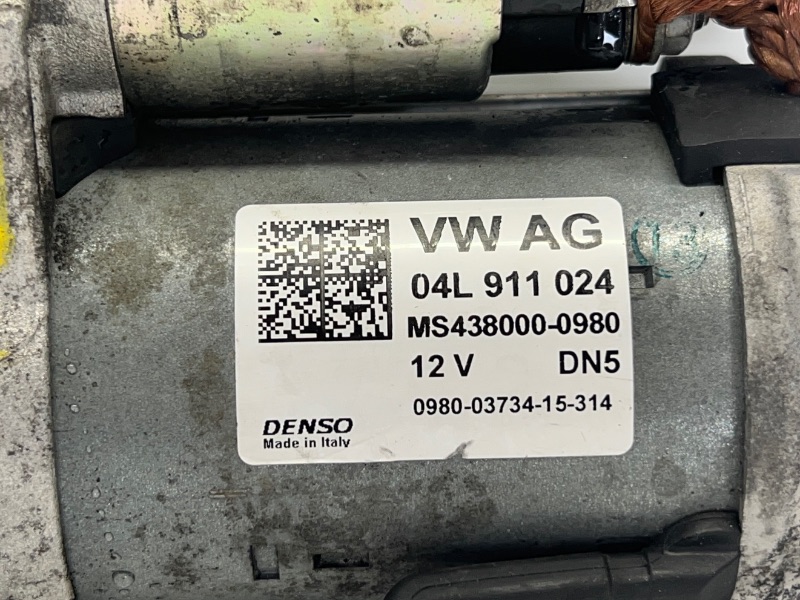 VW AG
04L 911 024
MS438000-0980
12 V DN5
0980-03734-15-314
DENSO
Made in Italy